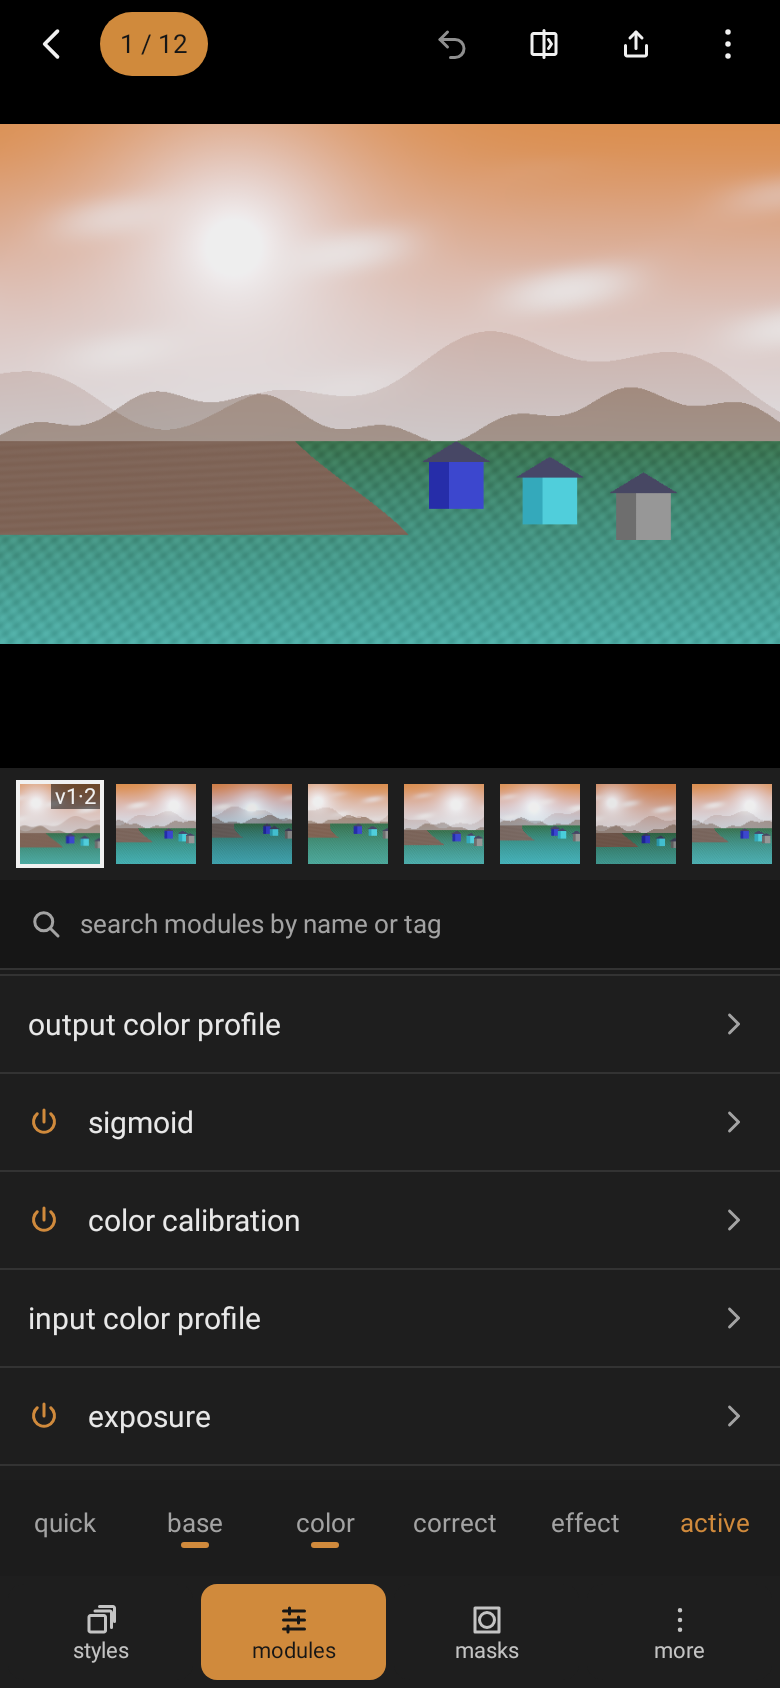 1 / 12
v1·2
search modules by name or tag
output color profile
sigmoid
color calibration
input color profile
exposure
quick base color correct effect active
styles modules masks more